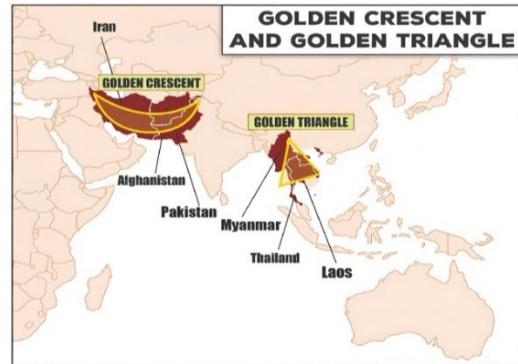 GOLDEN CRESCENT
AND GOLDEN TRIANGLE
Iran
GOLDEN CRESCENT
GOLDEN TRIANGLE
Afghanistan
Pakistan
Myanmar
Thailand
Laos